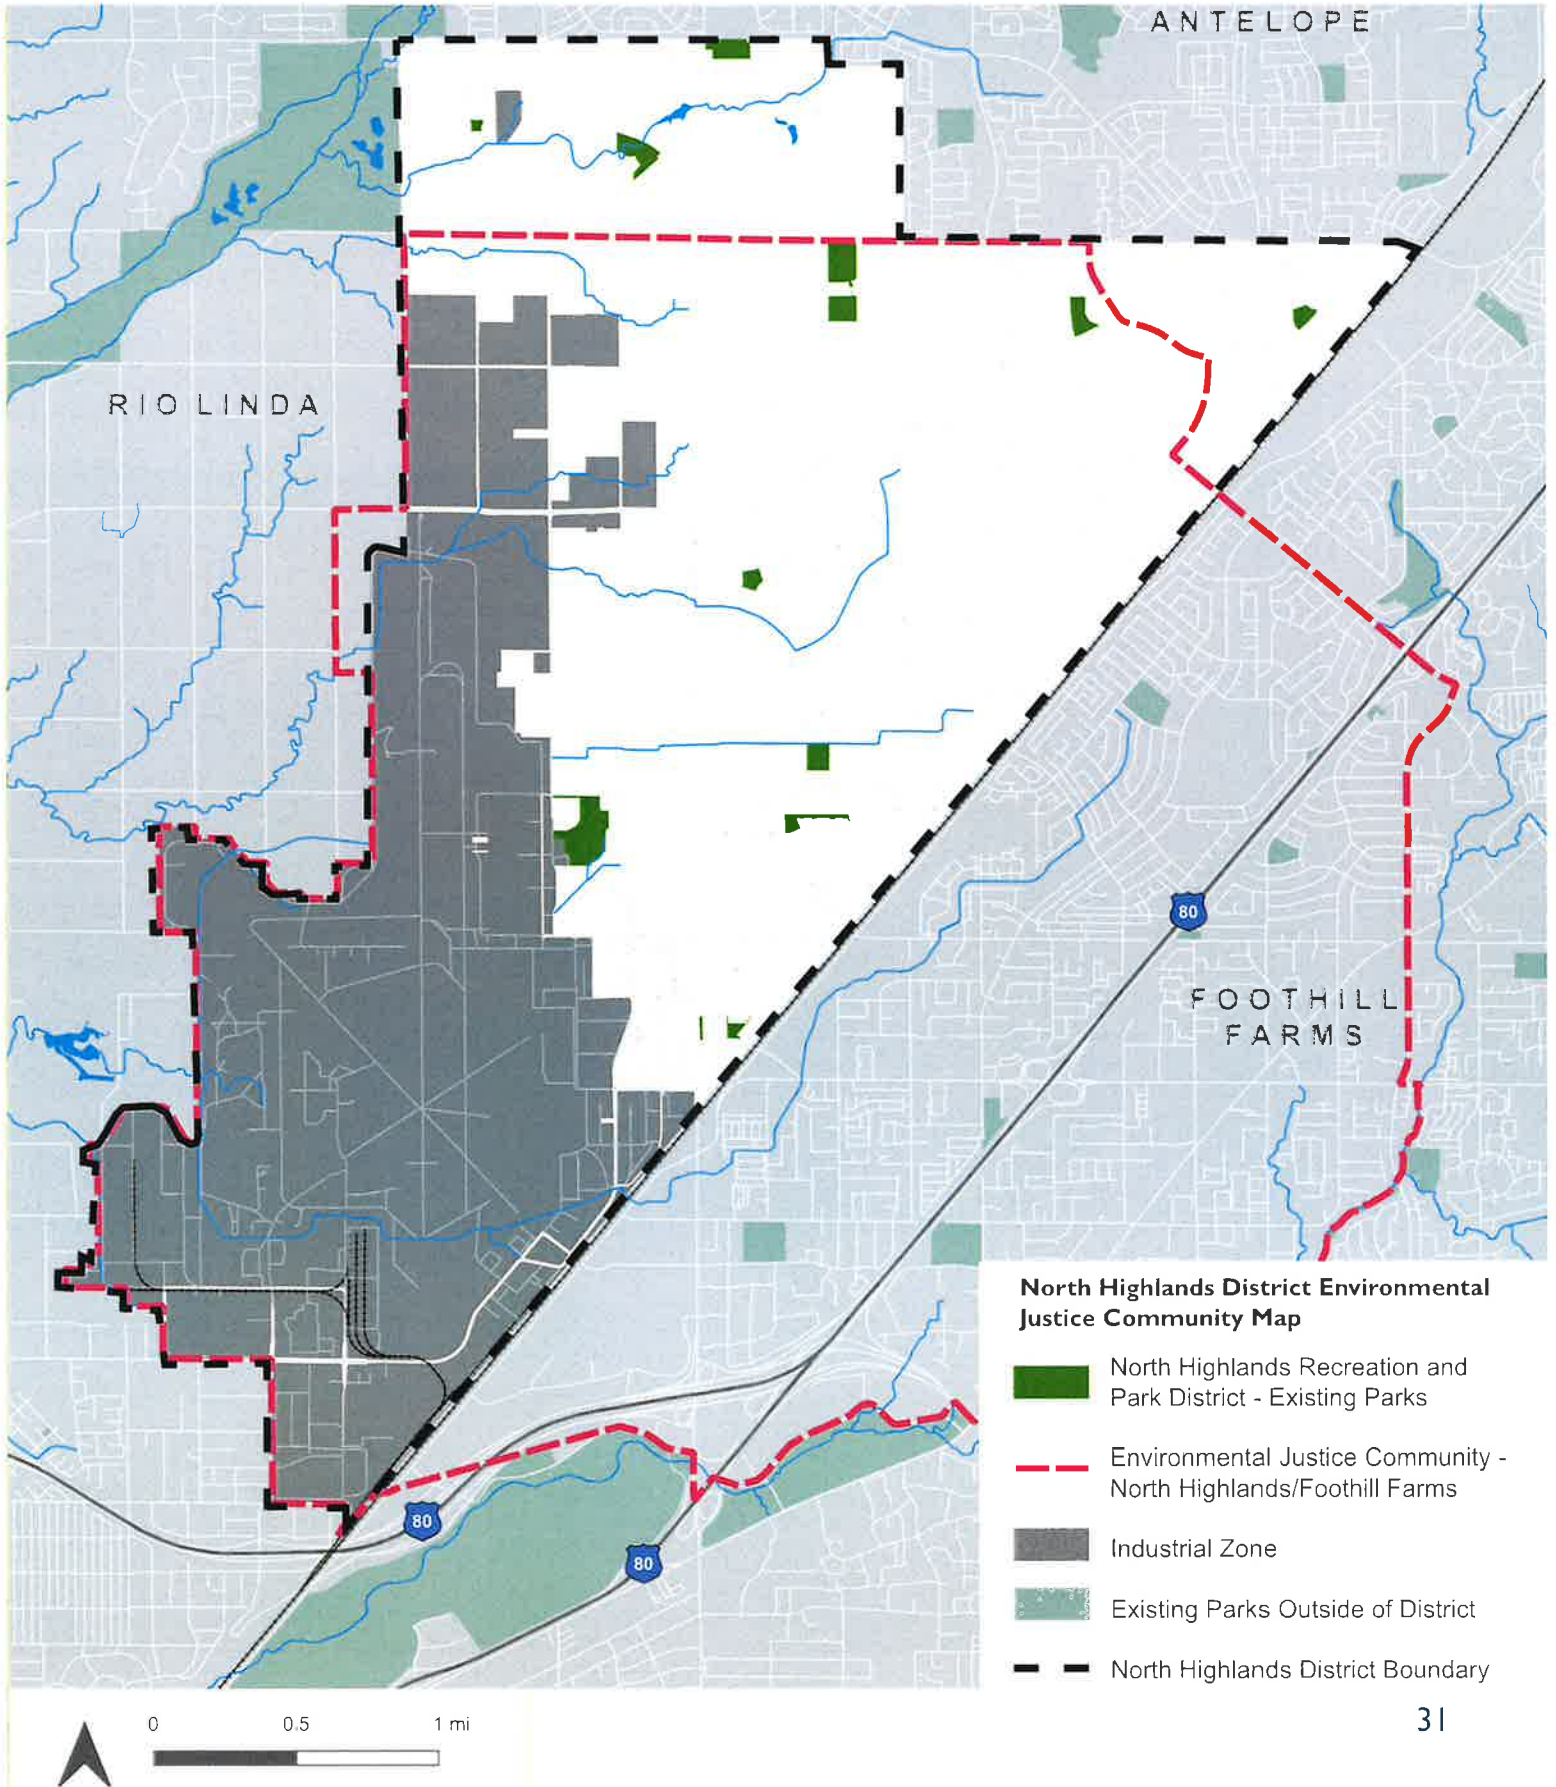 ANTELOPE
RIO LINDA
80
FOOTHILL
FARMS
North Highlands District Environmental
Justice Community Map
North Highlands Recreation and
Park District - Existing Parks
Environmental Justice Community -
North Highlands/Foothill Farms
80
Industrial Zone
80
Existing Parks Outside of District
North Highlands District Boundary
31
0 0.5 1 mi